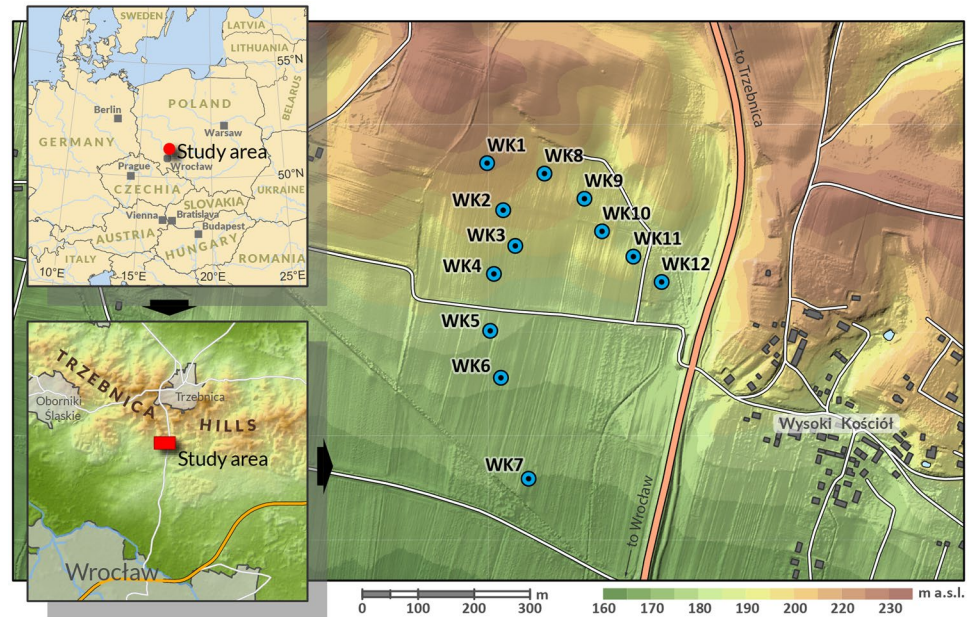 SWEDEN
LATVIA
LITHUANIA
55°N
BELARUS
Berlin
POLAND
Warsaw
GERMANY
Study area
Wrocław
Prague
50°N
CZECHIA
UKRAINE
SLOVAKIA
Vienna
Bratislava
Budapest
AUSTRIA
HUNGARY
ITALY
ROMANIA
10°E
15°E
20°E
25°E
TRZEBNICA
HILLS
Oborniki
Śląskie
Trzebnica
Study area
Wrocław
to Trzebnica
WK1
WK8
WK9
WK2
WK10
WK3
WK11
WK4
WK12
WK5
WK6
Wysoki Kościół
WK7
to Wrocław
0 100 200 300 m
160 170 180 190 200 220 230 m a.s.l.